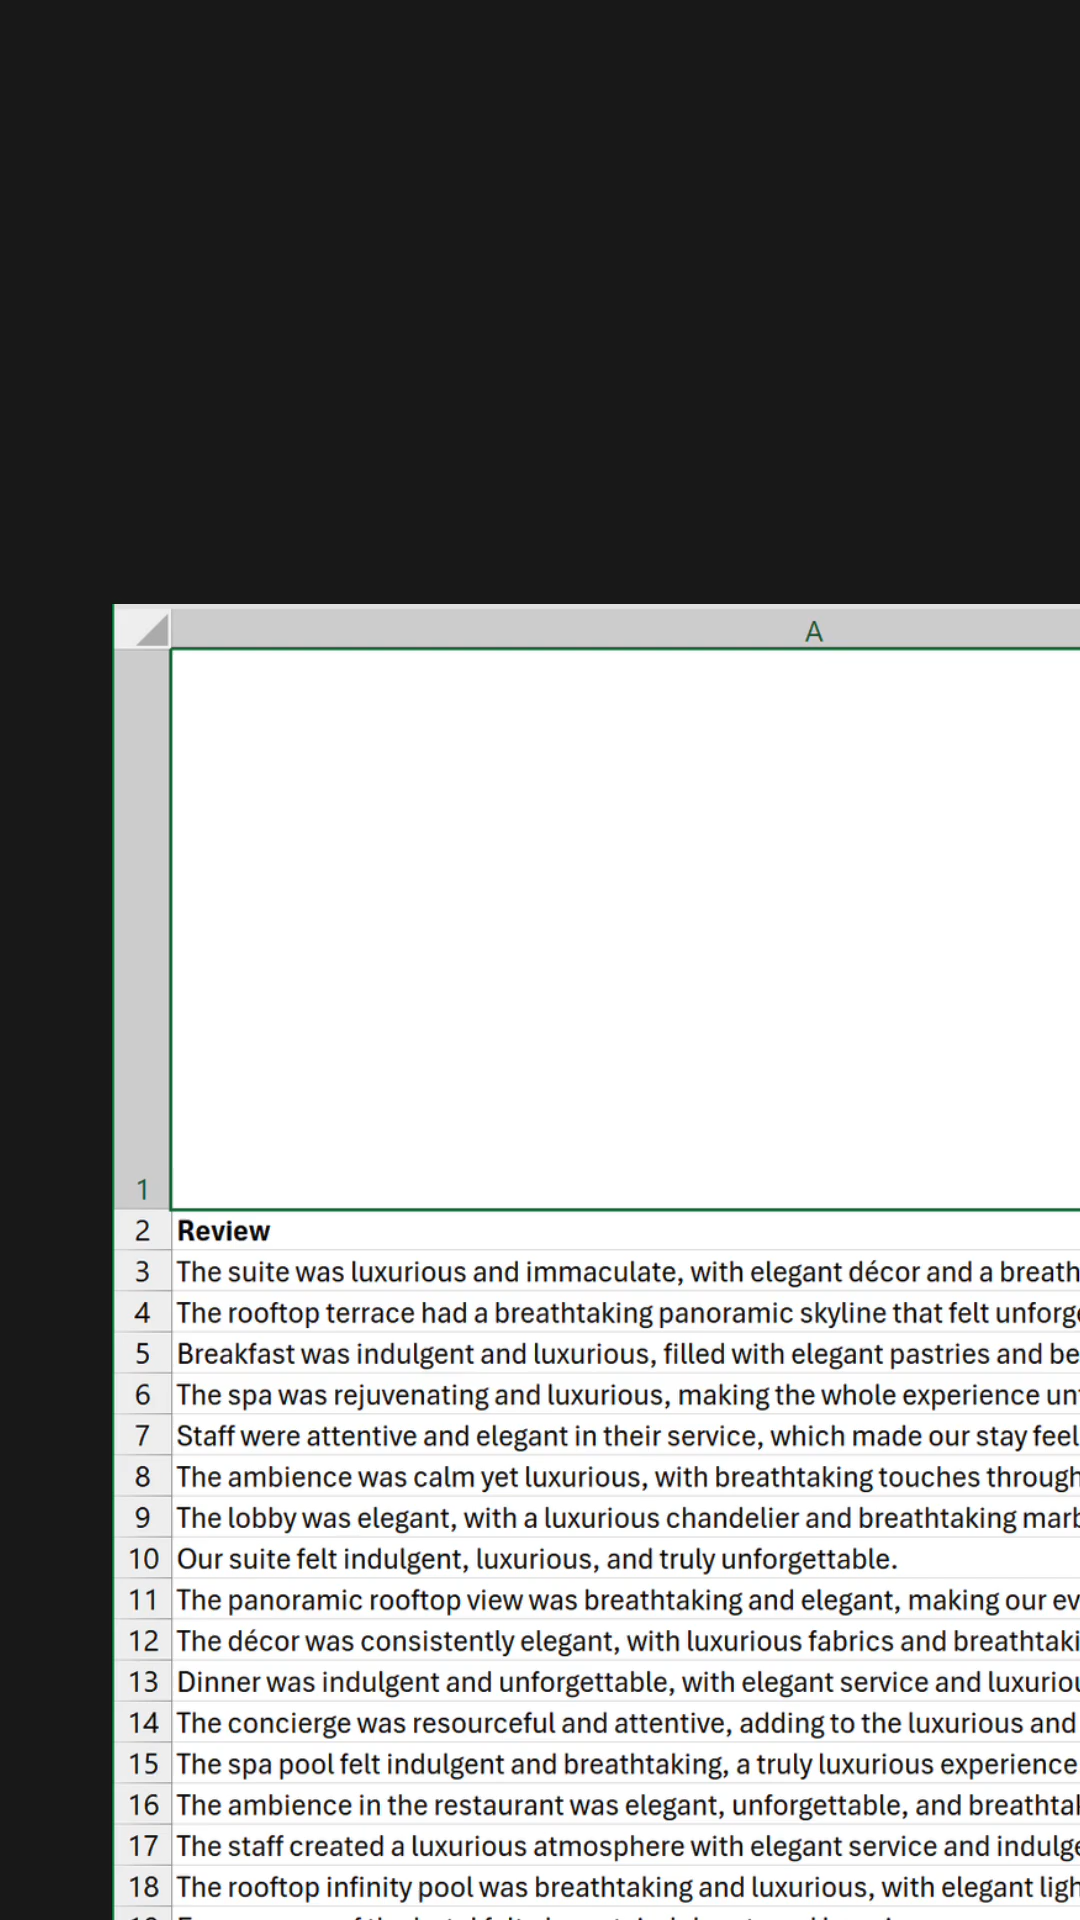 A
1
2 Review
3 The suite was luxurious and immaculate, with elegant décor and a breath
4 The rooftop terrace had a breathtaking panoramic skyline that felt unforg
5 Breakfast was indulgent and luxurious, filled with elegant pastries and be
6 The spa was rejuvenating and luxurious, making the whole experience un
7 Staff were attentive and elegant in their service, which made our stay feel
8 The ambience was calm yet luxurious, with breathtaking touches through
9 The lobby was elegant, with a luxurious chandelier and breathtaking marb
10 Our suite felt indulgent, luxurious, and truly unforgettable.
11 The panoramic rooftop view was breathtaking and elegant, making our ev
12 The décor was consistently elegant, with luxurious fabrics and breathtaki
13 Dinner was indulgent and unforgettable, with elegant service and luxuriou
14 The concierge was resourceful and attentive, adding to the luxurious and
15 The spa pool felt indulgent and breathtaking, a truly luxurious experience
16 The ambience in the restaurant was elegant, unforgettable, and breathtak
17 The staff created a luxurious atmosphere with elegant service and indulge
18 The rooftop infinity pool was breathtaking and luxurious, with elegant ligh